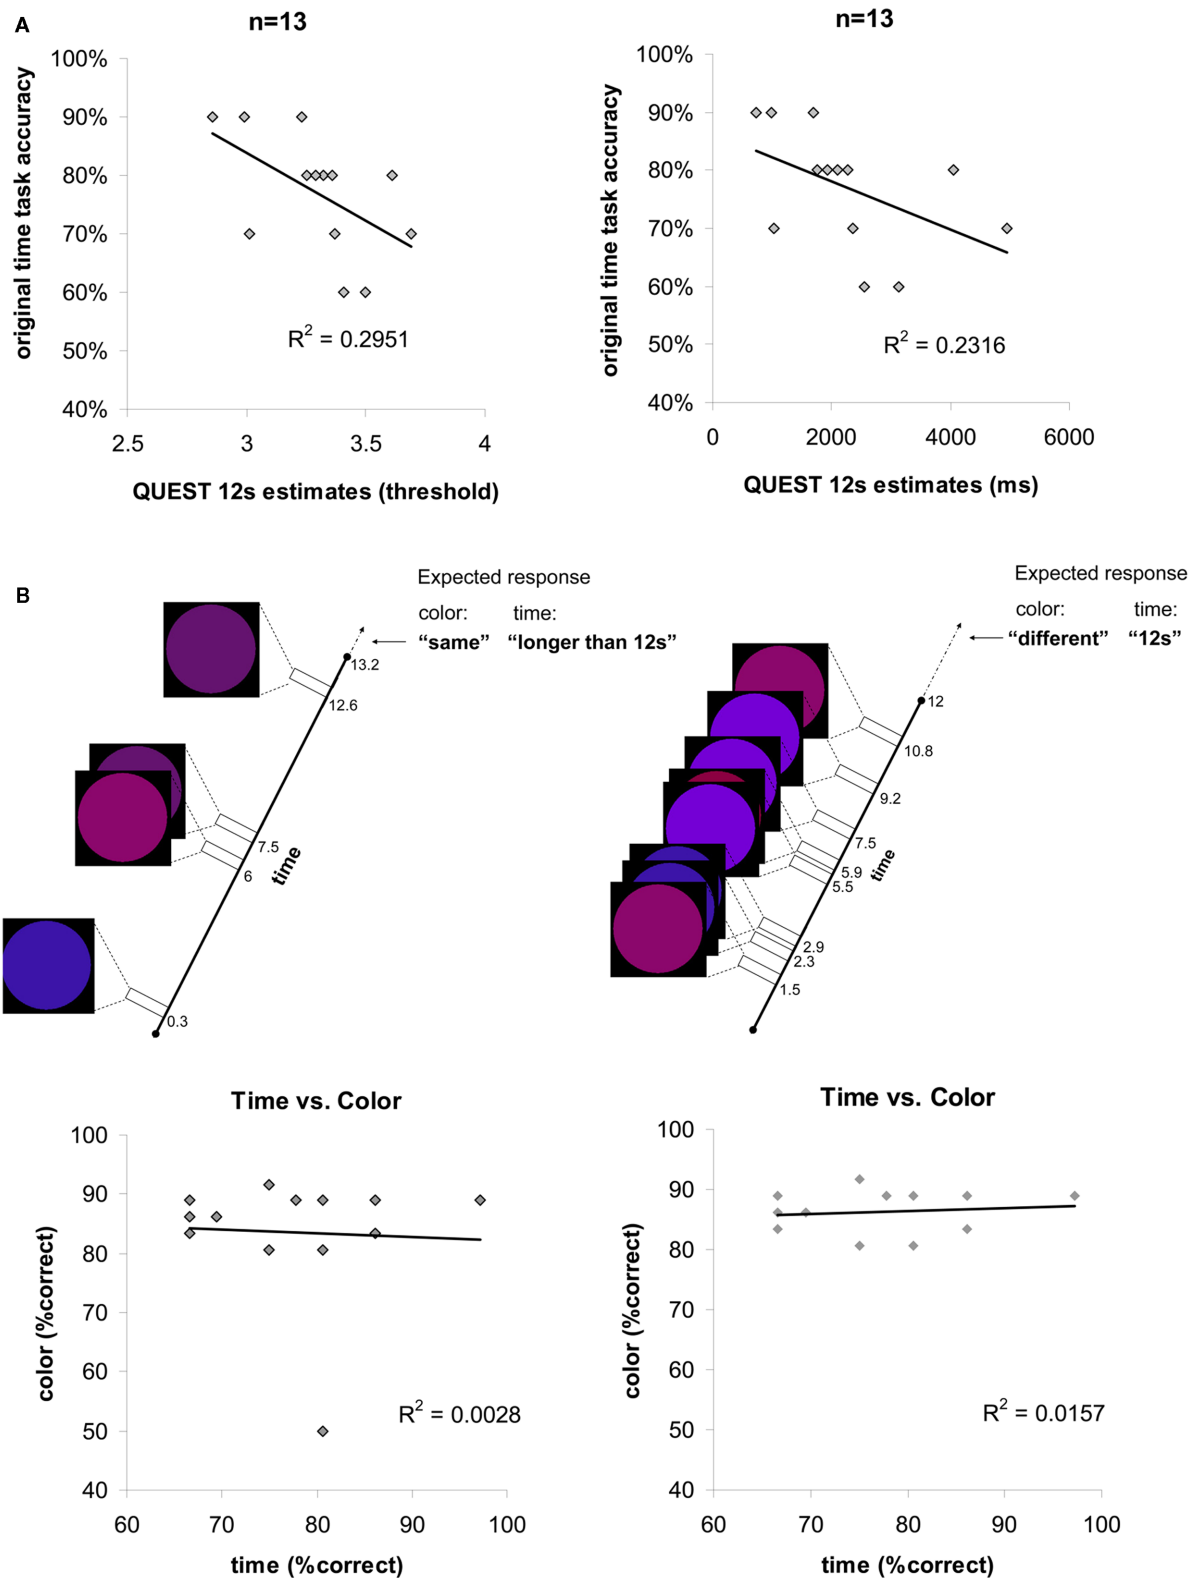 A
n=13
100%
90%
80%
70%
60%
50%
40%
2.5 3 3.5 4
original time task accuracy
R² = 0.2951
QUEST 12s estimates (threshold)
n=13
100%
90%
80%
70%
60%
50%
40%
0 2000 4000 6000
original time task accuracy
R² = 0.2316
QUEST 12s estimates (ms)
B
Expected response
color: time:
“same” “longer than 12s”
13.2
12.6
7.5
6
time
0.3
Expected response
color: time:
“different” “12s”
12
10.8
9.2
7.5
5.9
5.5
time
2.9
2.3
1.5
Time vs. Color
100
90
80
70
60
50
40
60 70 80 90 100
color (%correct)
R² = 0.0028
time (%correct)
Time vs. Color
100
90
80
70
60
50
40
60 70 80 90 100
color (%correct)
R² = 0.0157
time (%correct)